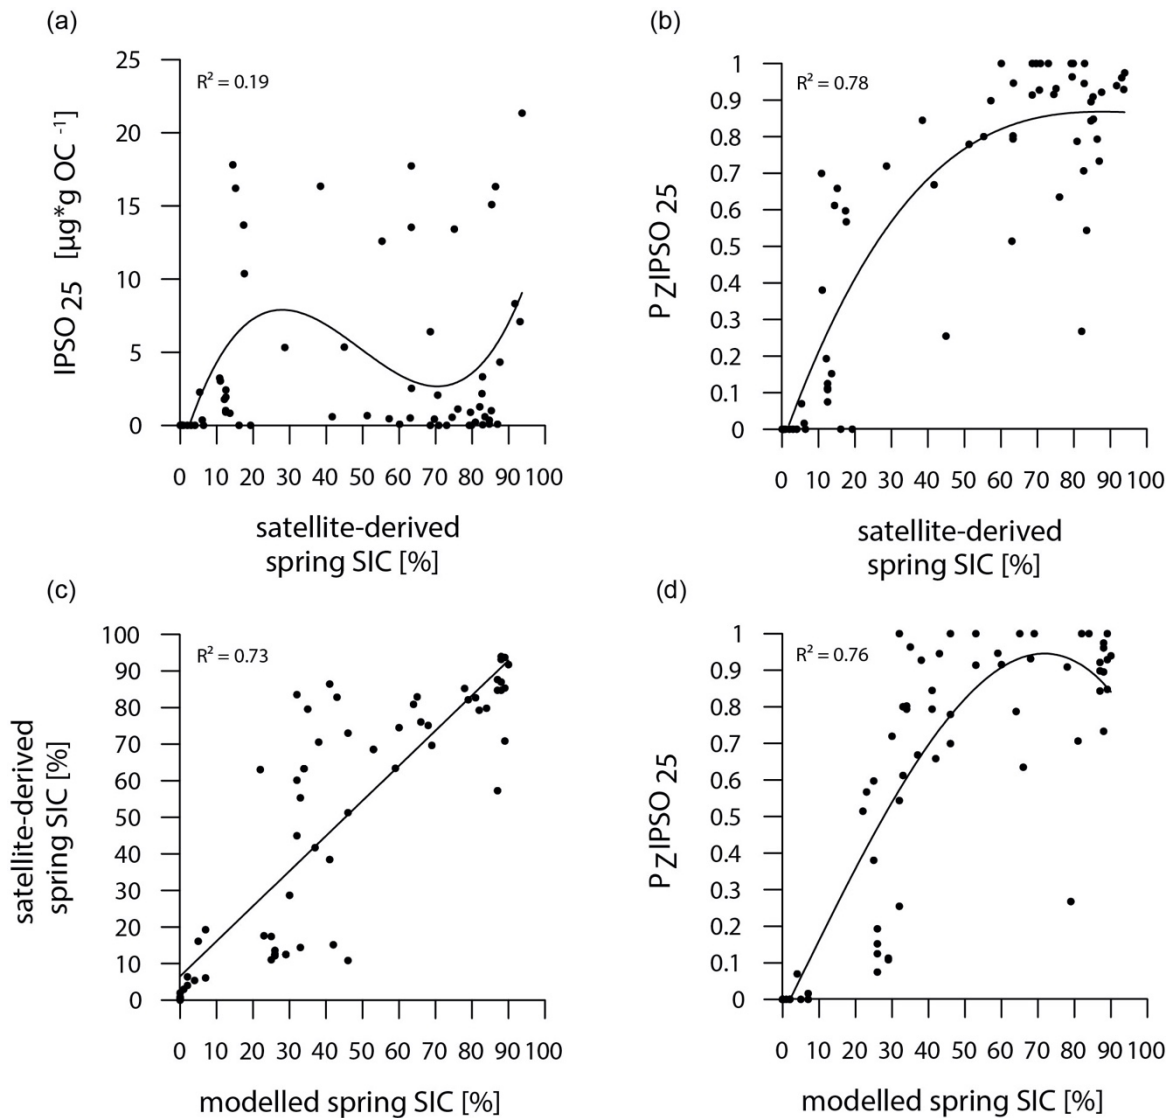 (a)
25
R² = 0.19
20
15
10
5
0
IPSO 25 [µg*g OC ⁻¹]
0 10 20 30 40 50 60 70 80 90 100
satellite-derived
spring SIC [%]
(b)
1
R² = 0.78
0.9
0.8
0.7
0.6
0.5
0.4
0.3
0.2
0.1
0
PZIPSO 25
0 10 20 30 40 50 60 70 80 90 100
satellite-derived
spring SIC [%]
(c)
100
R² = 0.73
90
80
70
60
50
40
30
20
10
0
satellite-derived
spring SIC [%]
0 10 20 30 40 50 60 70 80 90 100
modelled spring SIC [%]
(d)
1
R² = 0.76
0.9
0.8
0.7
0.6
0.5
0.4
0.3
0.2
0.1
0
PZIPSO 25
0 10 20 30 40 50 60 70 80 90 100
modelled spring SIC [%]